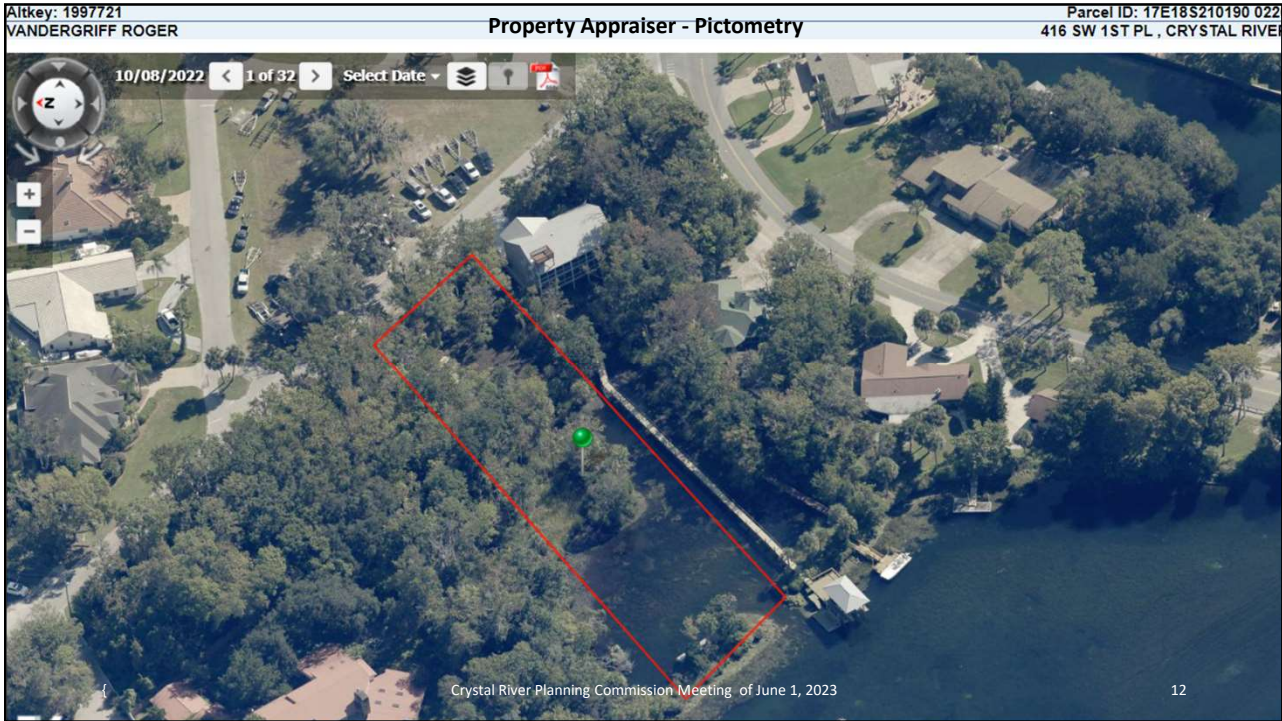 Altkey: 1997721
VANDERGRIFF ROGER
Property Appraiser - Pictometry
Parcel ID: 17E18S210190 022
416 SW 1ST PL , CRYSTAL RIVER
10/08/2022 < 1 of 32 > Select Date
PDF
Z
+
−
{ Crystal River Planning Commission Meeting of June 1, 2023 12